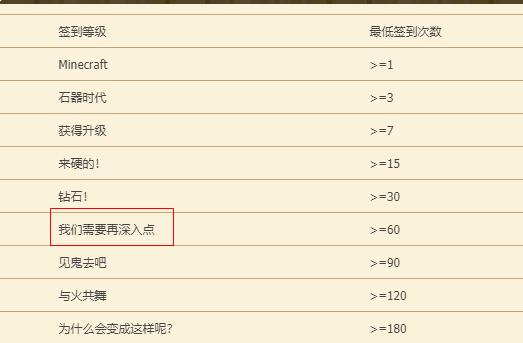 签到等级 最低签到次数
Minecraft >=1
石器时代 >=3
获得升级 >=7
来硬的! >=15
钻石! >=30
我们需要再深入点 >=60
见鬼去吧 >=90
与火共舞 >=120
为什么会变成这样呢? >=180